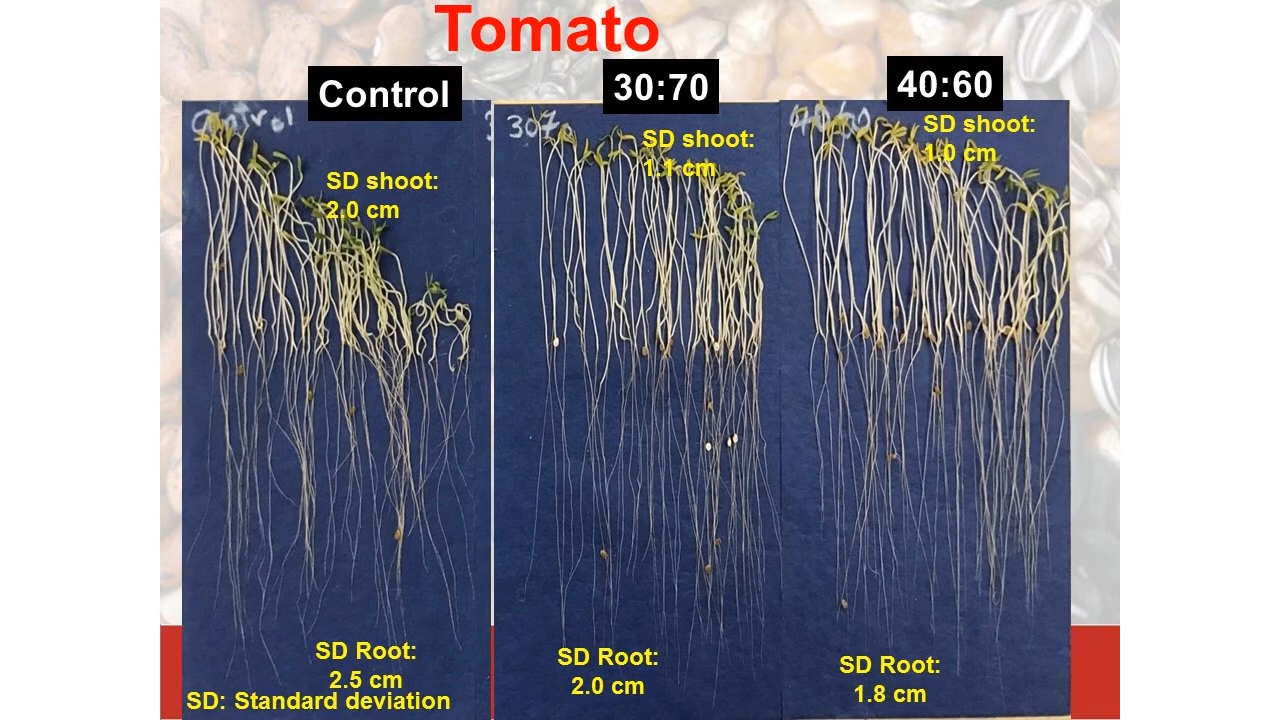 Tomato
Control
30:70
40:60
Control
307
SD shoot:
2.0 cm
SD shoot:
1.1 cm
SD shoot:
1.0 cm
SD Root:
2.5 cm
SD Root:
2.0 cm
SD Root:
1.8 cm
SD: Standard deviation